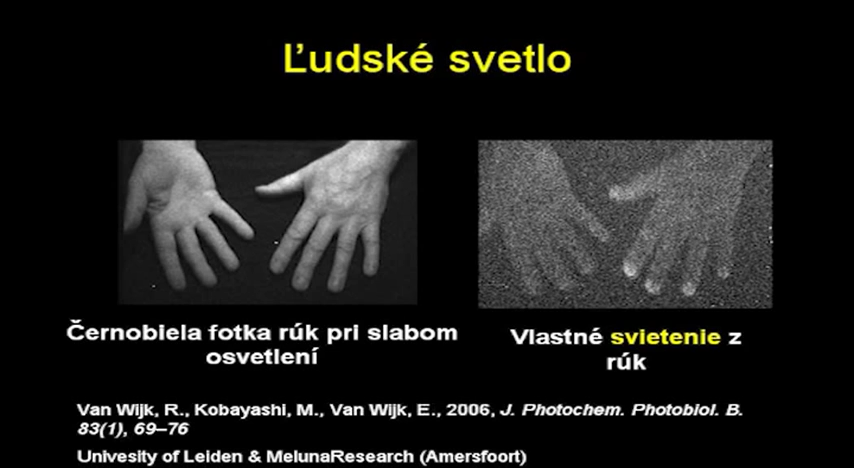 Ľudské svetlo
Černobiela fotka rúk pri slabom
osvetlení
Vlastné svietenie z
rúk
Van Wijk, R., Kobayashi, M., Van Wijk, E., 2006, J. Photochem. Photobiol. B.
83(1), 69–76
Univesity of Leiden & MelunaResearch (Amersfoort)